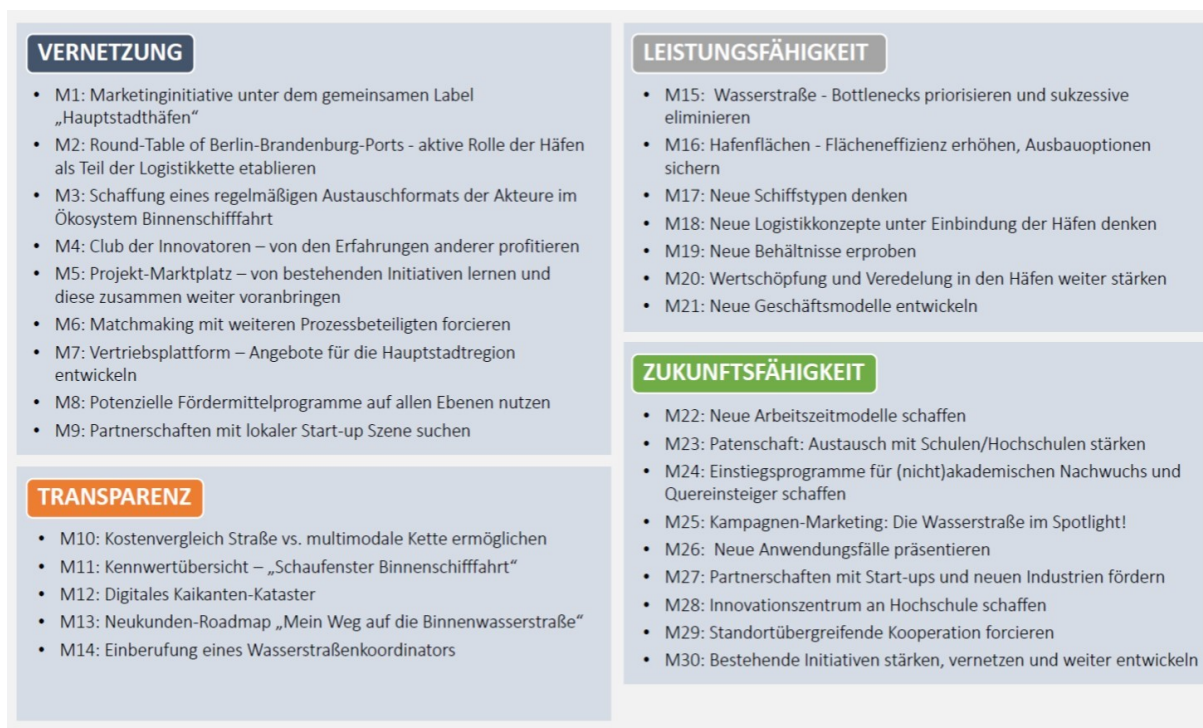 VERNETZUNG
• M1: Marketinginitiative unter dem gemeinsamen Label
„Hauptstadthäfen“
• M2: Round-Table of Berlin-Brandenburg-Ports - aktive Rolle der Häfen
als Teil der Logistikkette etablieren
• M3: Schaffung eines regelmäßigen Austauschformats der Akteure im
Ökosystem Binnenschifffahrt
• M4: Club der Innovatoren – von den Erfahrungen anderer profitieren
• M5: Projekt-Marktplatz – von bestehenden Initiativen lernen und
diese zusammen weiter voranbringen
• M6: Matchmaking mit weiteren Prozessbeteiligten forcieren
• M7: Vertriebsplattform – Angebote für die Hauptstadtregion
entwickeln
• M8: Potenzielle Fördermittelprogramme auf allen Ebenen nutzen
• M9: Partnerschaften mit lokaler Start-up Szene suchen
TRANSPARENZ
• M10: Kostenvergleich Straße vs. multimodale Kette ermöglichen
• M11: Kennwertübersicht – „Schaufenster Binnenschifffahrt“
• M12: Digitales Kaikanten-Kataster
• M13: Neukunden-Roadmap „Mein Weg auf die Binnenwasserstraße“
• M14: Einberufung eines Wasserstraßenkoordinators
LEISTUNGSFÄHIGKEIT
• M15: Wasserstraße - Bottlenecks priorisieren und sukzessive
eliminieren
• M16: Hafenflächen - Flächeneffizienz erhöhen, Ausbauoptionen
sichern
• M17: Neue Schiffstypen denken
• M18: Neue Logistikkonzepte unter Einbindung der Häfen denken
• M19: Neue Behältnisse erproben
• M20: Wertschöpfung und Veredelung in den Häfen weiter stärken
• M21: Neue Geschäftsmodelle entwickeln
ZUKUNFTSFÄHIGKEIT
• M22: Neue Arbeitszeitmodelle schaffen
• M23: Patenschaft: Austausch mit Schulen/Hochschulen stärken
• M24: Einstiegsprogramme für (nicht)akademischen Nachwuchs und
Quereinsteiger schaffen
• M25: Kampagnen-Marketing: Die Wasserstraße im Spotlight!
• M26: Neue Anwendungsfälle präsentieren
• M27: Partnerschaften mit Start-ups und neuen Industrien fördern
• M28: Innovationszentrum an Hochschule schaffen
• M29: Standortübergreifende Kooperation forcieren
• M30: Bestehende Initiativen stärken, vernetzen und weiter entwickeln